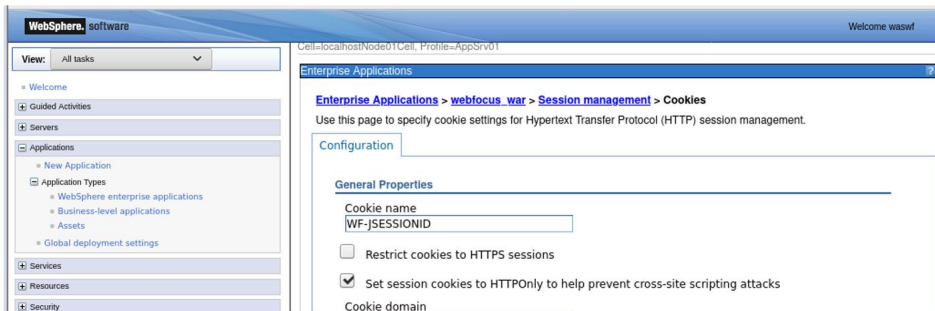 WebSphere. software
Welcome waswf
View: All tasks
Welcome
Guided Activities
Servers
Applications
New Application
Application Types
WebSphere enterprise applications
Business-level applications
Assets
Global deployment settings
Services
Resources
Security
Cell=localhostNode01Cell, Profile=AppSrv01
Enterprise Applications
?
Enterprise Applications > webfocus_war > Session management > Cookies
Use this page to specify cookie settings for Hypertext Transfer Protocol (HTTP) session management.
Configuration
General Properties
Cookie name
WF-JSESSIONID
Restrict cookies to HTTPS sessions
Set session cookies to HTTPOnly to help prevent cross-site scripting attacks
Cookie domain